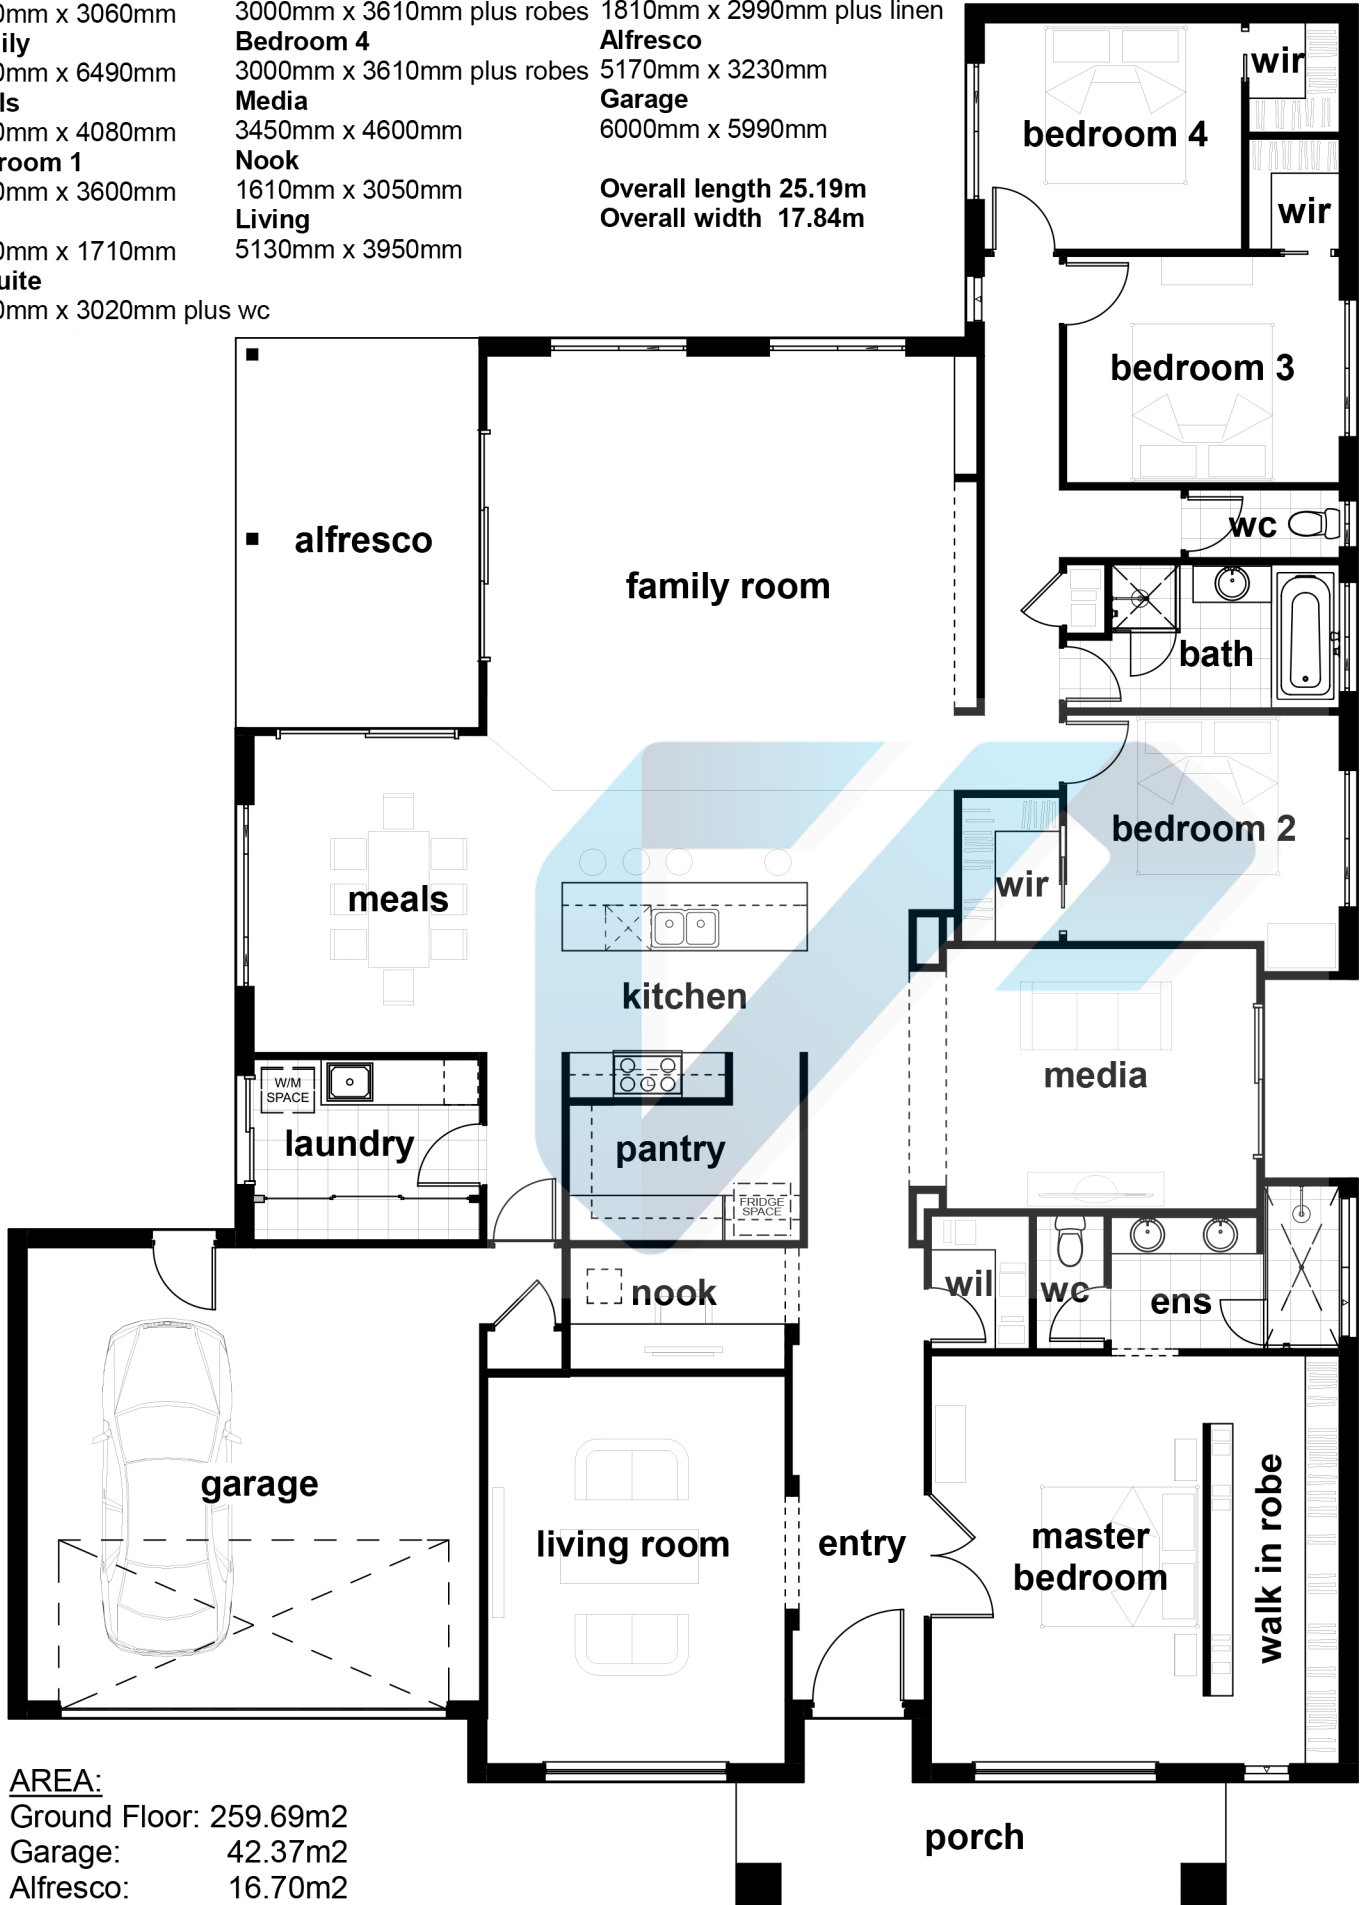 0mm x 3060mm
ily
0mm x 6490mm
ls
0mm x 4080mm
room 1
0mm x 3600mm
0mm x 1710mm
uite
0mm x 3020mm plus wc
3000mm x 3610mm plus robes
Bedroom 4
3000mm x 3610mm plus robes
Media
3450mm x 4600mm
Nook
1610mm x 3050mm
Living
5130mm x 3950mm
1810mm x 2990mm plus linen
Alfresco
5170mm x 3230mm
Garage
6000mm x 5990mm
Overall length 25.19m
Overall width 17.84m
wir
bedroom 4
wir
bedroom 3
wc
alfresco
family room
bath
bedroom 2
wir
meals
kitchen
media
W/M
SPACE
laundry
pantry
FRIDGE
SPACE
nook
wil
wc
ens
garage
living room
entry
master
bedroom
walk in robe
porch
AREA:
Ground Floor: 259.69m2
Garage: 42.37m2
Alfresco: 16.70m2